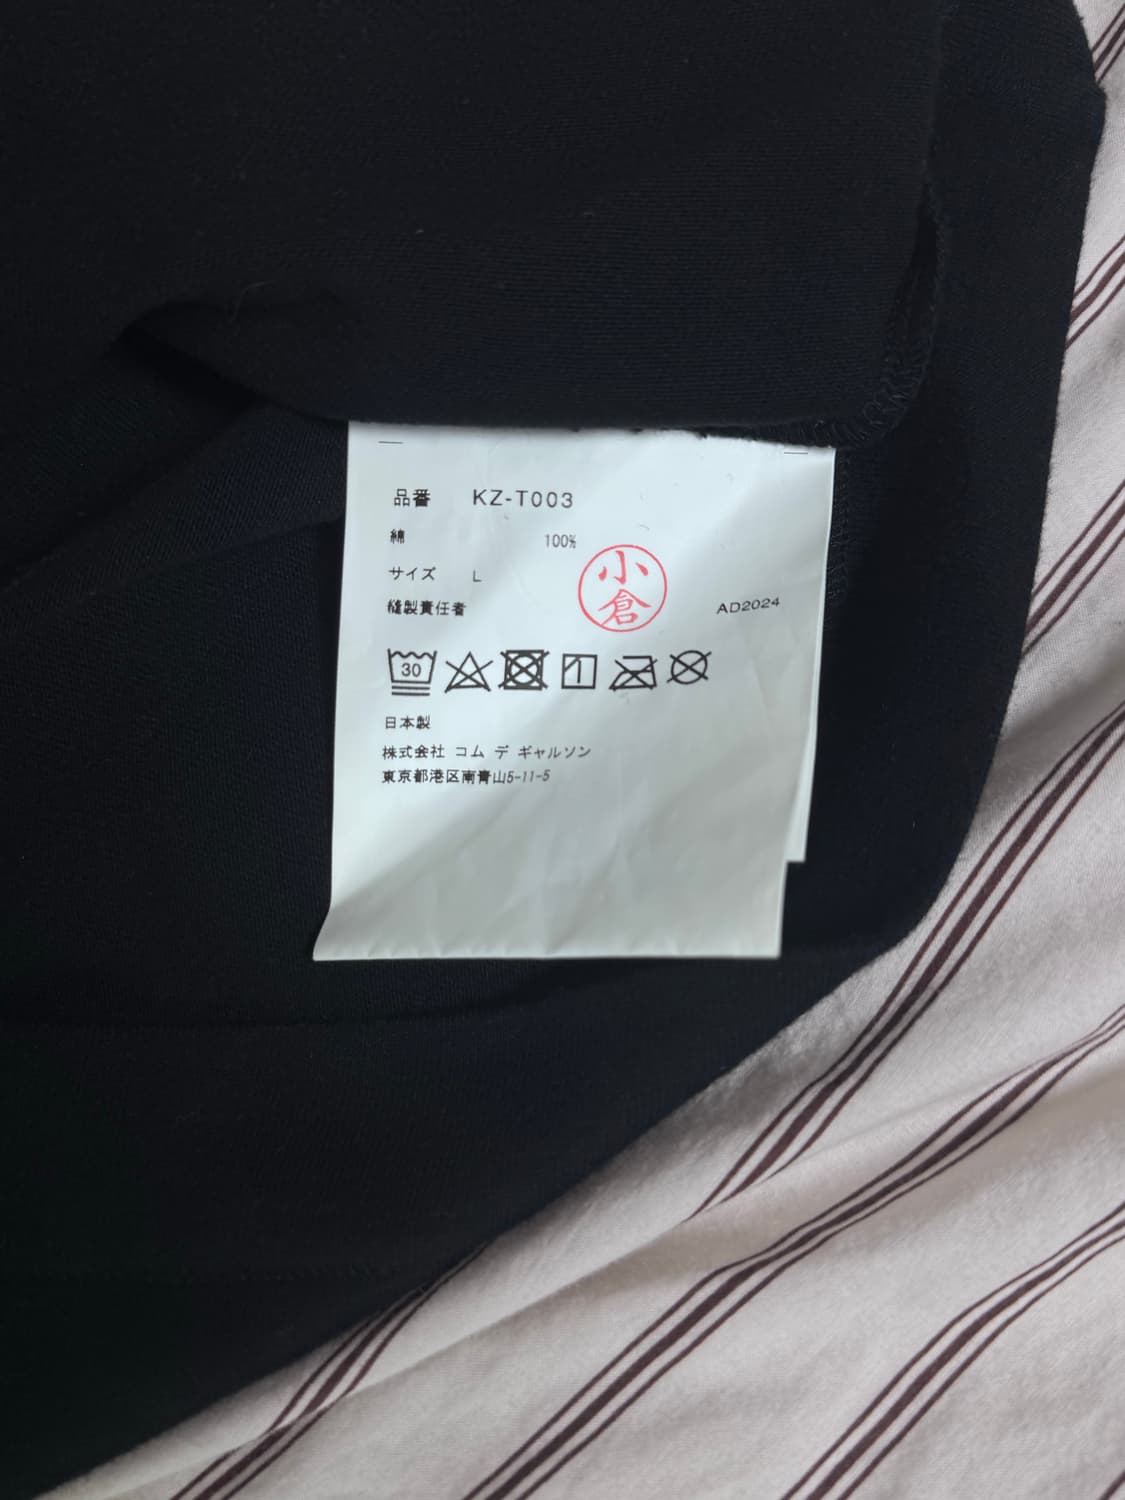 品番 KZ-T003
綿 100%
サイズ L
縫製責任者 小倉 AD2024
30
日本製
株式会社 コム デ ギャルソン
東京都港区南青山5-11-5